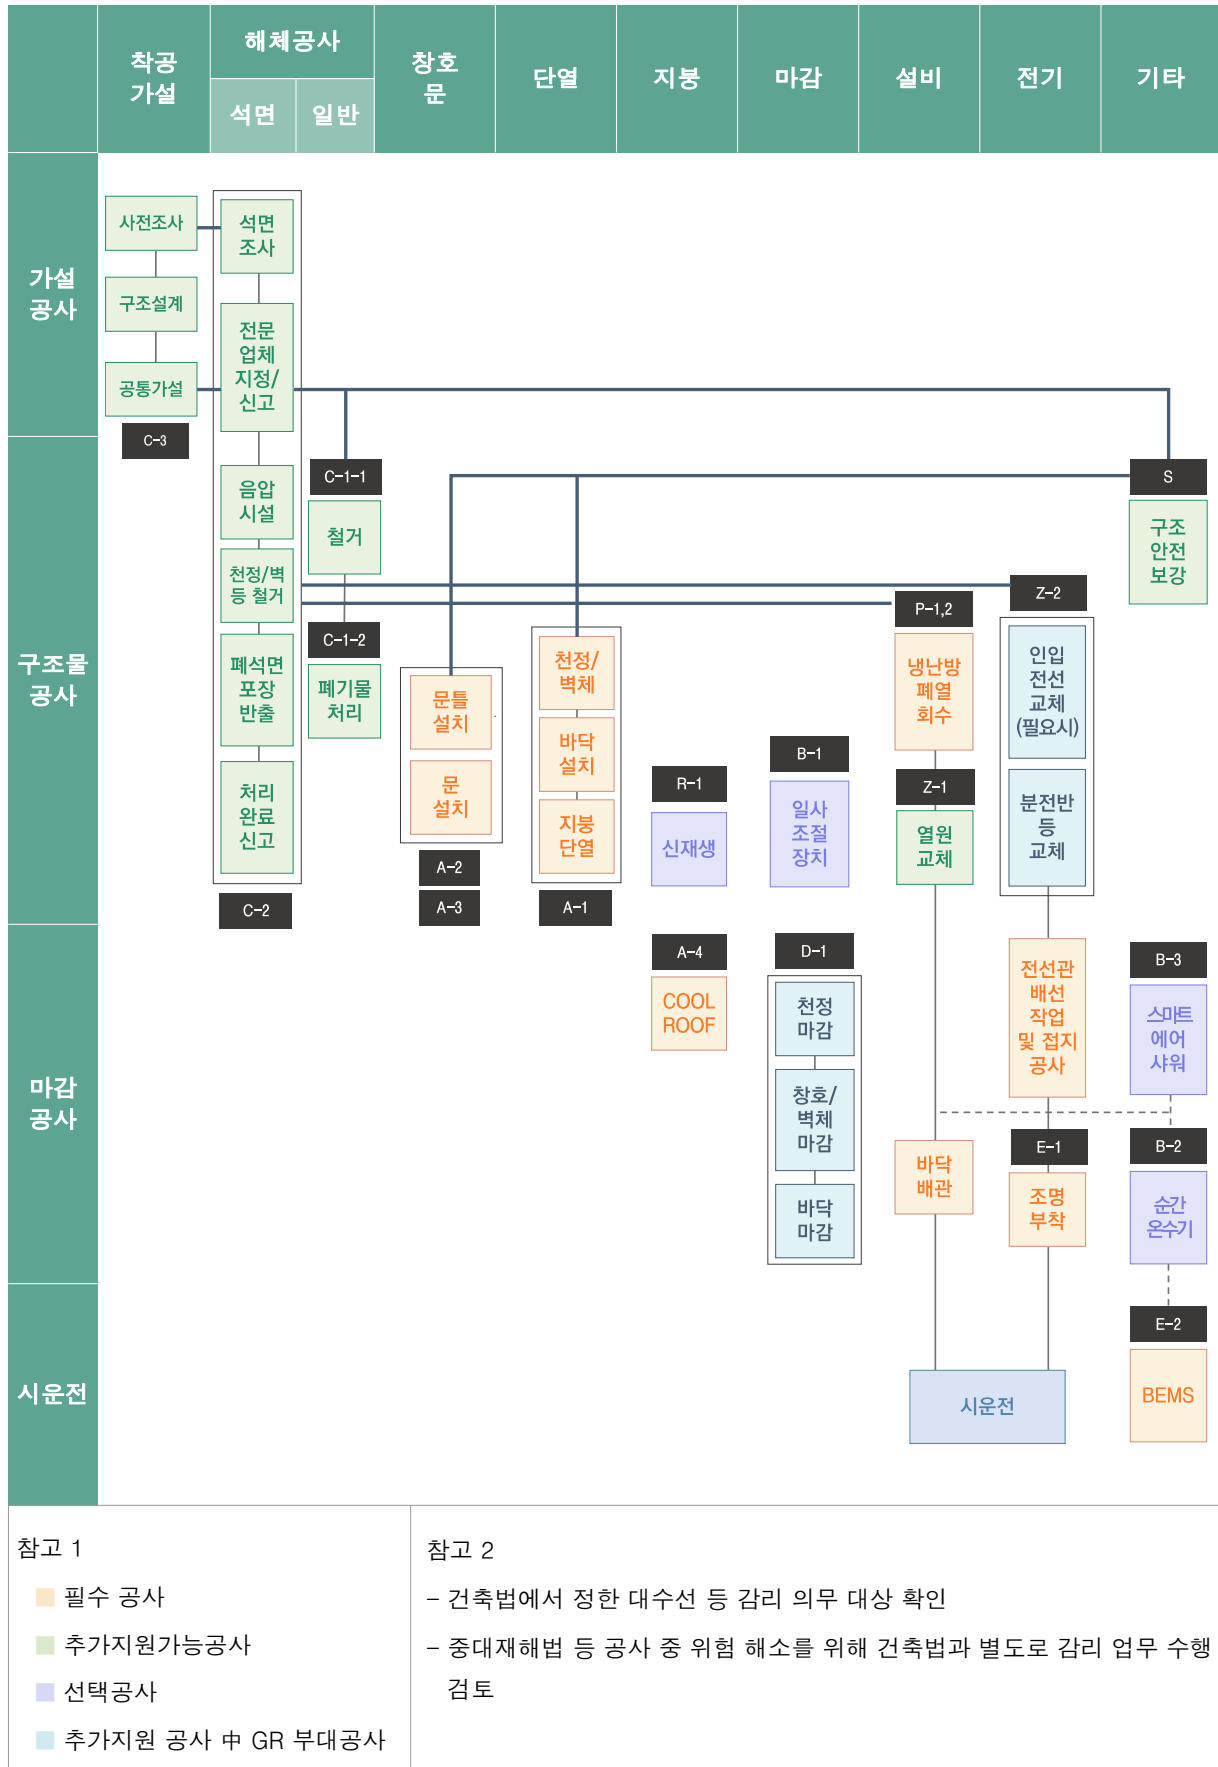 착공
가설
해체공사
석면
일반
창호
문
단열
지붕
마감
설비
전기
기타
가설
공사
사전조사
구조설계
공통가설
C-3
석면
조사
전문
업체
지정/
신고
구조물
공사
음압
시설
천정/벽
등 철거
폐석면
포장
반출
처리
완료
신고
C-2
C-1-1
철거
C-1-2
폐기물
처리
문틀
설치
문
설치
A-2
A-3
천정/
벽체
바닥
설치
지붕
단열
A-1
R-1
신재생
B-1
일사
조절
장치
P-1,2
냉난방
폐열
회수
Z-1
열원
교체
Z-2
인입
전선
교체
(필요시)
분전반
등
교체
S
구조
안전
보강
마감
공사
A-4
COOL
ROOF
D-1
천정
마감
창호/
벽체
마감
바닥
마감
바닥
배관
전선관
배선
작업
및 접지
공사
E-1
조명
부착
B-3
스마트
에어
샤워
B-2
순간
온수기
시운전
시운전
E-2
BEMS
참고 1
필수 공사
추가지원가능공사
선택공사
추가지원 공사 中 GR 부대공사
참고 2
- 건축법에서 정한 대수선 등 감리 의무 대상 확인
- 중대재해법 등 공사 중 위험 해소를 위해 건축법과 별도로 감리 업무 수행
검토